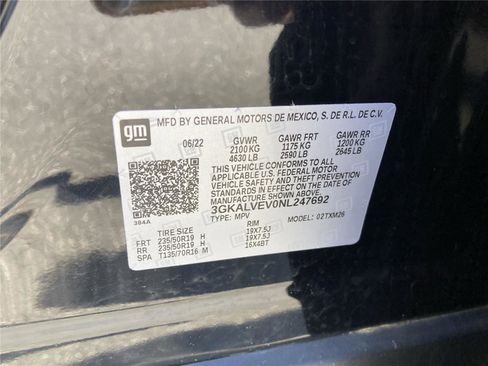 gm
MFD BY GENERAL MOTORS DE MEXICO, S. DE R.L. DE C.V.
06/22 GVWR GAWR FRT GAWR RR
2100 KG 1175 KG 1200 KG
4630 LB 2590 LB 2645 LB
THIS VEHICLE CONFORMS TO ALL
APPLICABLE U.S. FEDERAL MOTOR
VEHICLE SAFETY AND THEFT PREVENTION
STANDARDS IN EFFECT ON THE DATE OF
MANUFACTURE SHOWN ABOVE.
3GKALVEV0NL247692
384A
TYPE: MPV MODEL: 02TXM26
TIRE SIZE RIM
FRT 235/50R19 H 19X7.5J
RR 235/50R19 H 19X7.5J
SPA T135/70R16 M 16X4BT